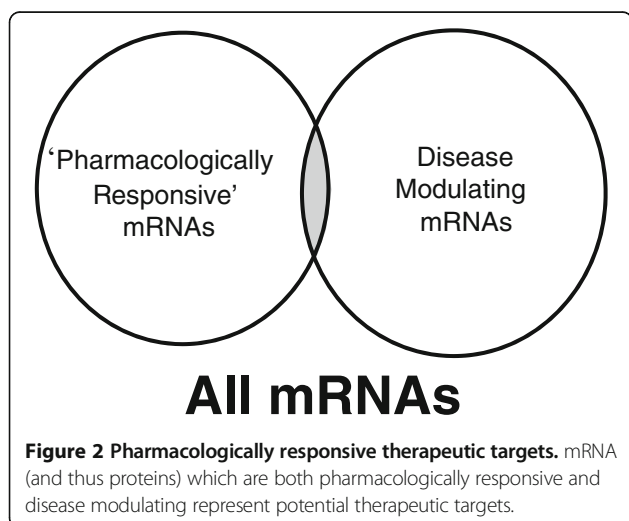 ‘Pharmacologically
Responsive’
mRNAs
Disease
Modulating
mRNAs
All mRNAs
Figure 2 Pharmacologically responsive therapeutic targets. mRNA
(and thus proteins) which are both pharmacologically responsive and
disease modulating represent potential therapeutic targets.